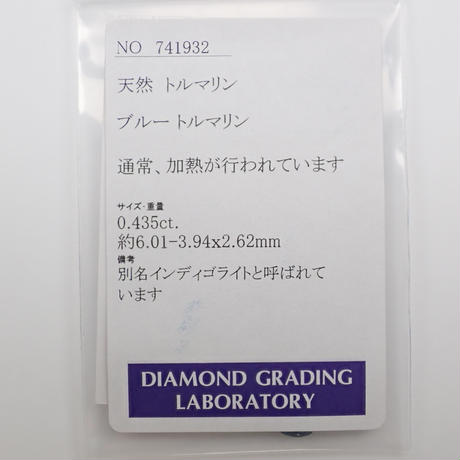 NO 741932
天然 トルマリン
ブルートルマリン
通常、加熱が行われています
サイズ・重量
0.435ct.
約6.01-3.94x2.62mm
備考
別名インディゴライトと呼ばれて
います
DIAMOND GRADING
LABORATORY